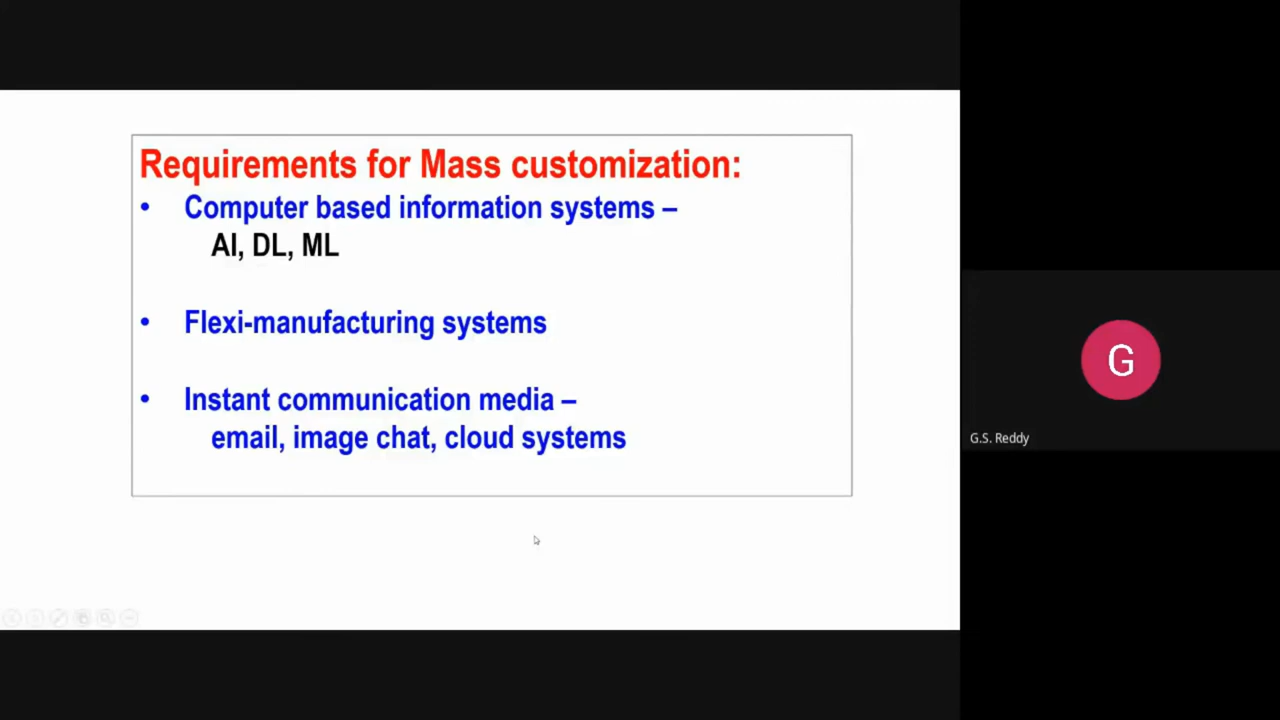 Requirements for Mass customization:
• Computer based information systems –
AI, DL, ML
• Flexi-manufacturing systems
• Instant communication media –
email, image chat, cloud systems
G
G.S. Reddy